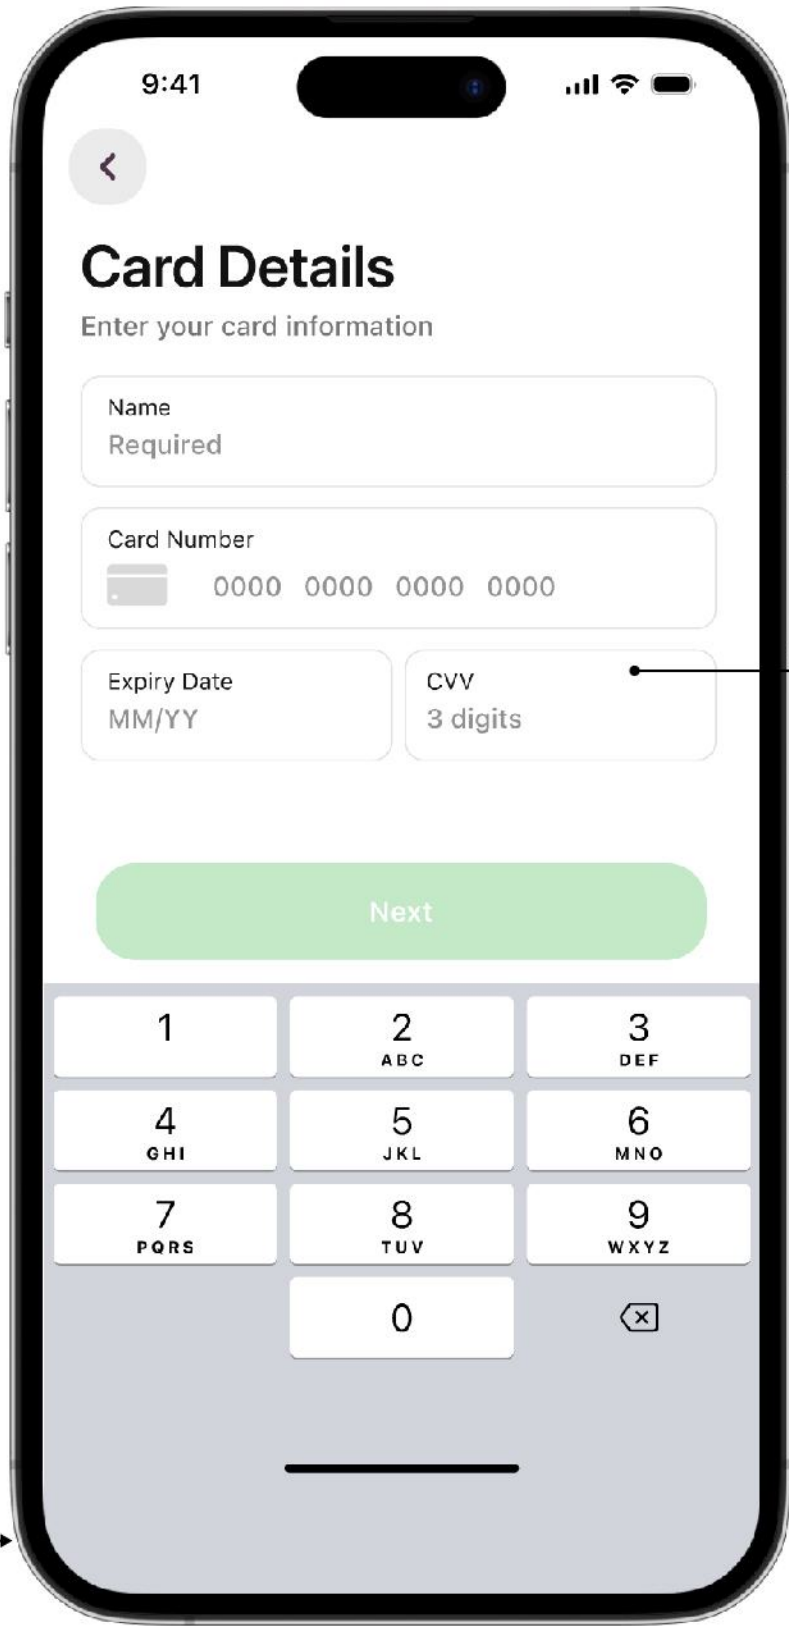 9:41
Card Details
Enter your card information
Name
Required
Card Number
0000 0000 0000 0000
Expiry Date
CVV
MM/YY
3 digits
Next
1
2
3
ABC
DEF
4
5
6
GHI
JKL
MNO
7
8
9
PQRS
TUV
WXYZ
0